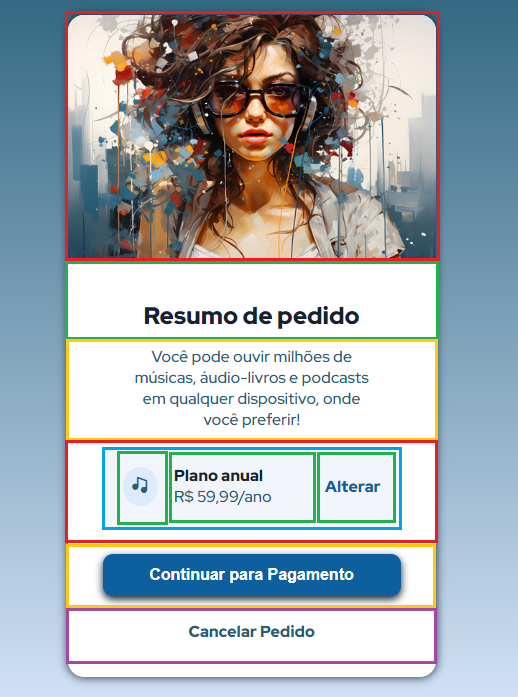 Resumo de pedido
Você pode ouvir milhões de
músicas, áudio-livros e podcasts
em qualquer dispositivo, onde
você preferir!
Plano anual
R$ 59,99/ano
Alterar
Continuar para Pagamento
Cancelar Pedido